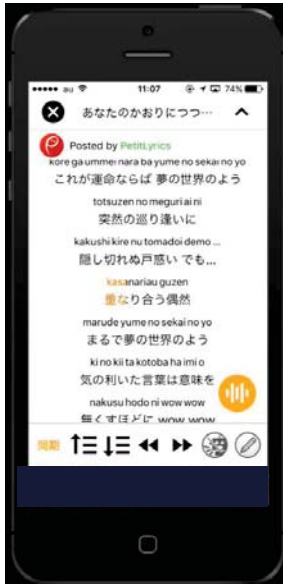 au 11:07 74%
あなたのかおりにつつ…
Posted by PetitLyrics
kore ga ummei nara ba yume no sekai no yo
これが運命ならば 夢の世界のよう
totsuzen no meguri ai ni
突然の巡り逢いに
kakushi kire nu tomadoi demo ...
隠し切れぬ戸惑い でも...
kasanariau guzen
重なり合う偶然
marude yume no sekai no yo
まるで夢の世界のよう
ki no kii ta kotoba ha imi o
気の利いた言葉は意味を
nakusu hodo ni wow wow
無くすほどに wow wow
同期